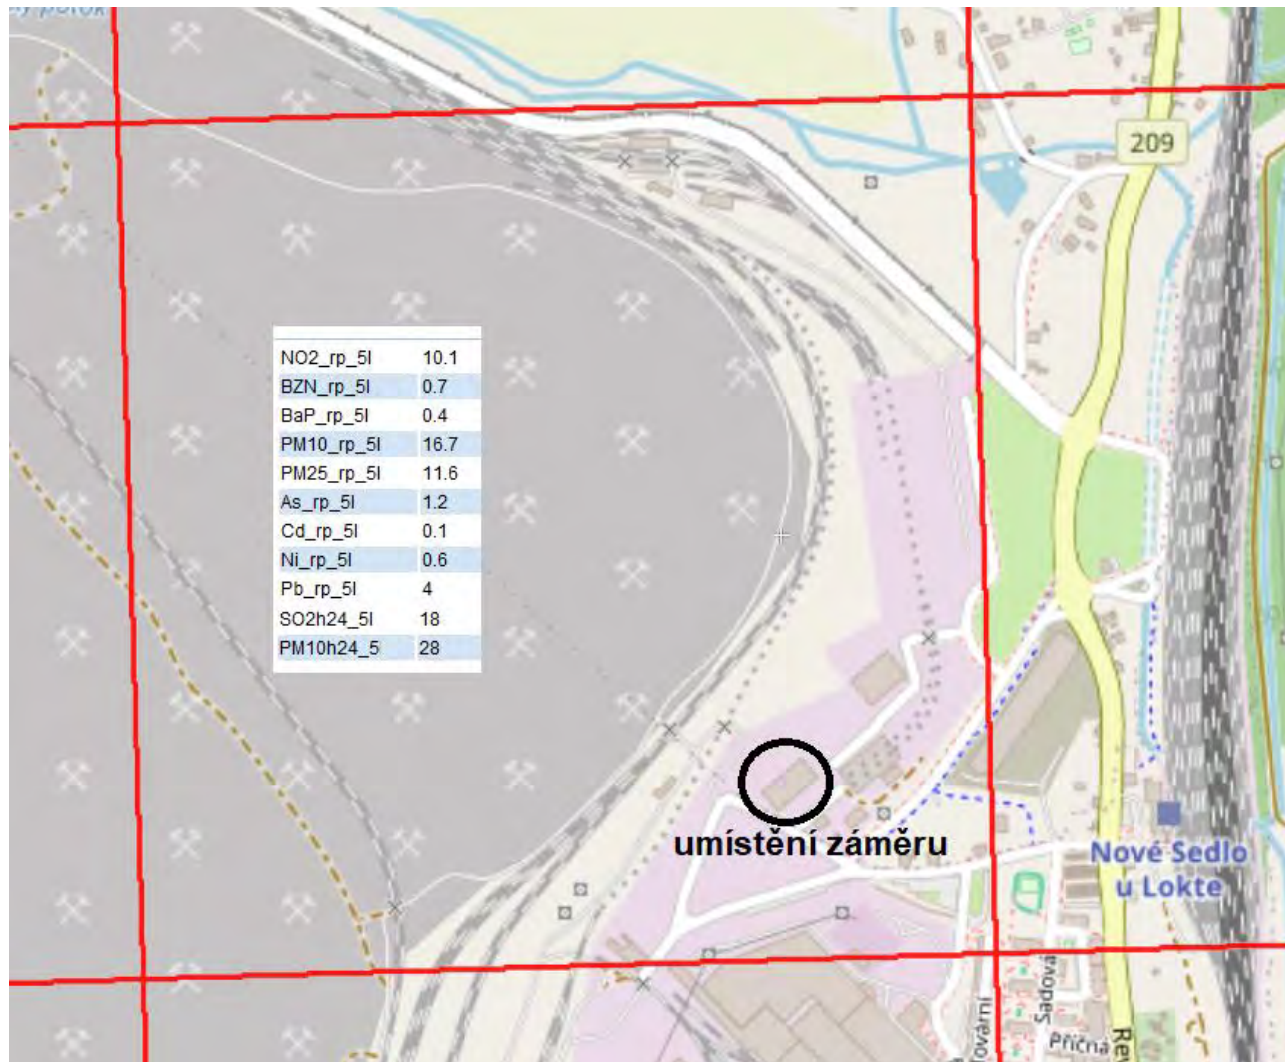 209
NO2_rp_5l 10.1
BZN_rp_5l 0.7
BaP_rp_5l 0.4
PM10_rp_5l 16.7
PM25_rp_5l 11.6
As_rp_5l 1.2
Cd_rp_5l 0.1
Ni_rp_5l 0.6
Pb_rp_5l 4
SO2h24_5l 18
PM10h24_5 28
umístění záměru
Nové Sedlo
u Lokte
Sadová
Příčná